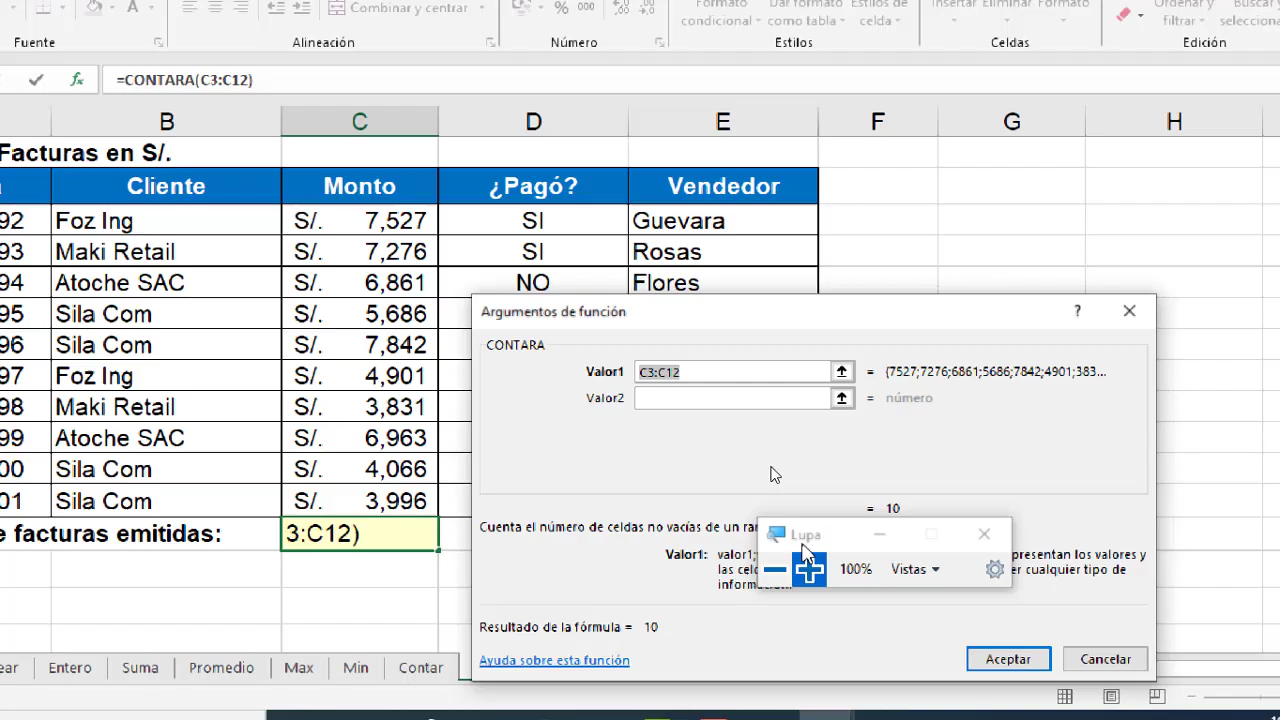 Combinar y centrar
% 000
Formato condicional
Dar formato como tabla
Estilos de celda
Insertar Eliminar Formato
Ordenar y filtrar
Buscar y
Fuente
Alineación
Número
Estilos
Celdas
Edición
fx =CONTARA(C3:C12)
B C D E F G H
Facturas en S/.
Cliente Monto ¿Pagó? Vendedor
92 Foz Ing S/. 7,527 SI Guevara
93 Maki Retail S/. 7,276 SI Rosas
94 Atoche SAC S/. 6,861 NO Flores
95 Sila Com S/. 5,686
96 Sila Com S/. 7,842
97 Foz Ing S/. 4,901
98 Maki Retail S/. 3,831
99 Atoche SAC S/. 6,963
00 Sila Com S/. 4,066
01 Sila Com S/. 3,996
e facturas emitidas: 3:C12)
Argumentos de función ?
CONTARA
Valor1 C3:C12 = {7527;7276;6861;5686;7842;4901;383...
Valor2 = número
= 10
Cuenta el número de celdas no vacías de un
Valor1: presentan los valores y
las er cualquier tipo de
Lupa
100% Vistas
Resultado de la fórmula = 10
Ayuda sobre esta función
Aceptar Cancelar
Entero Suma Promedio Max Min Contar